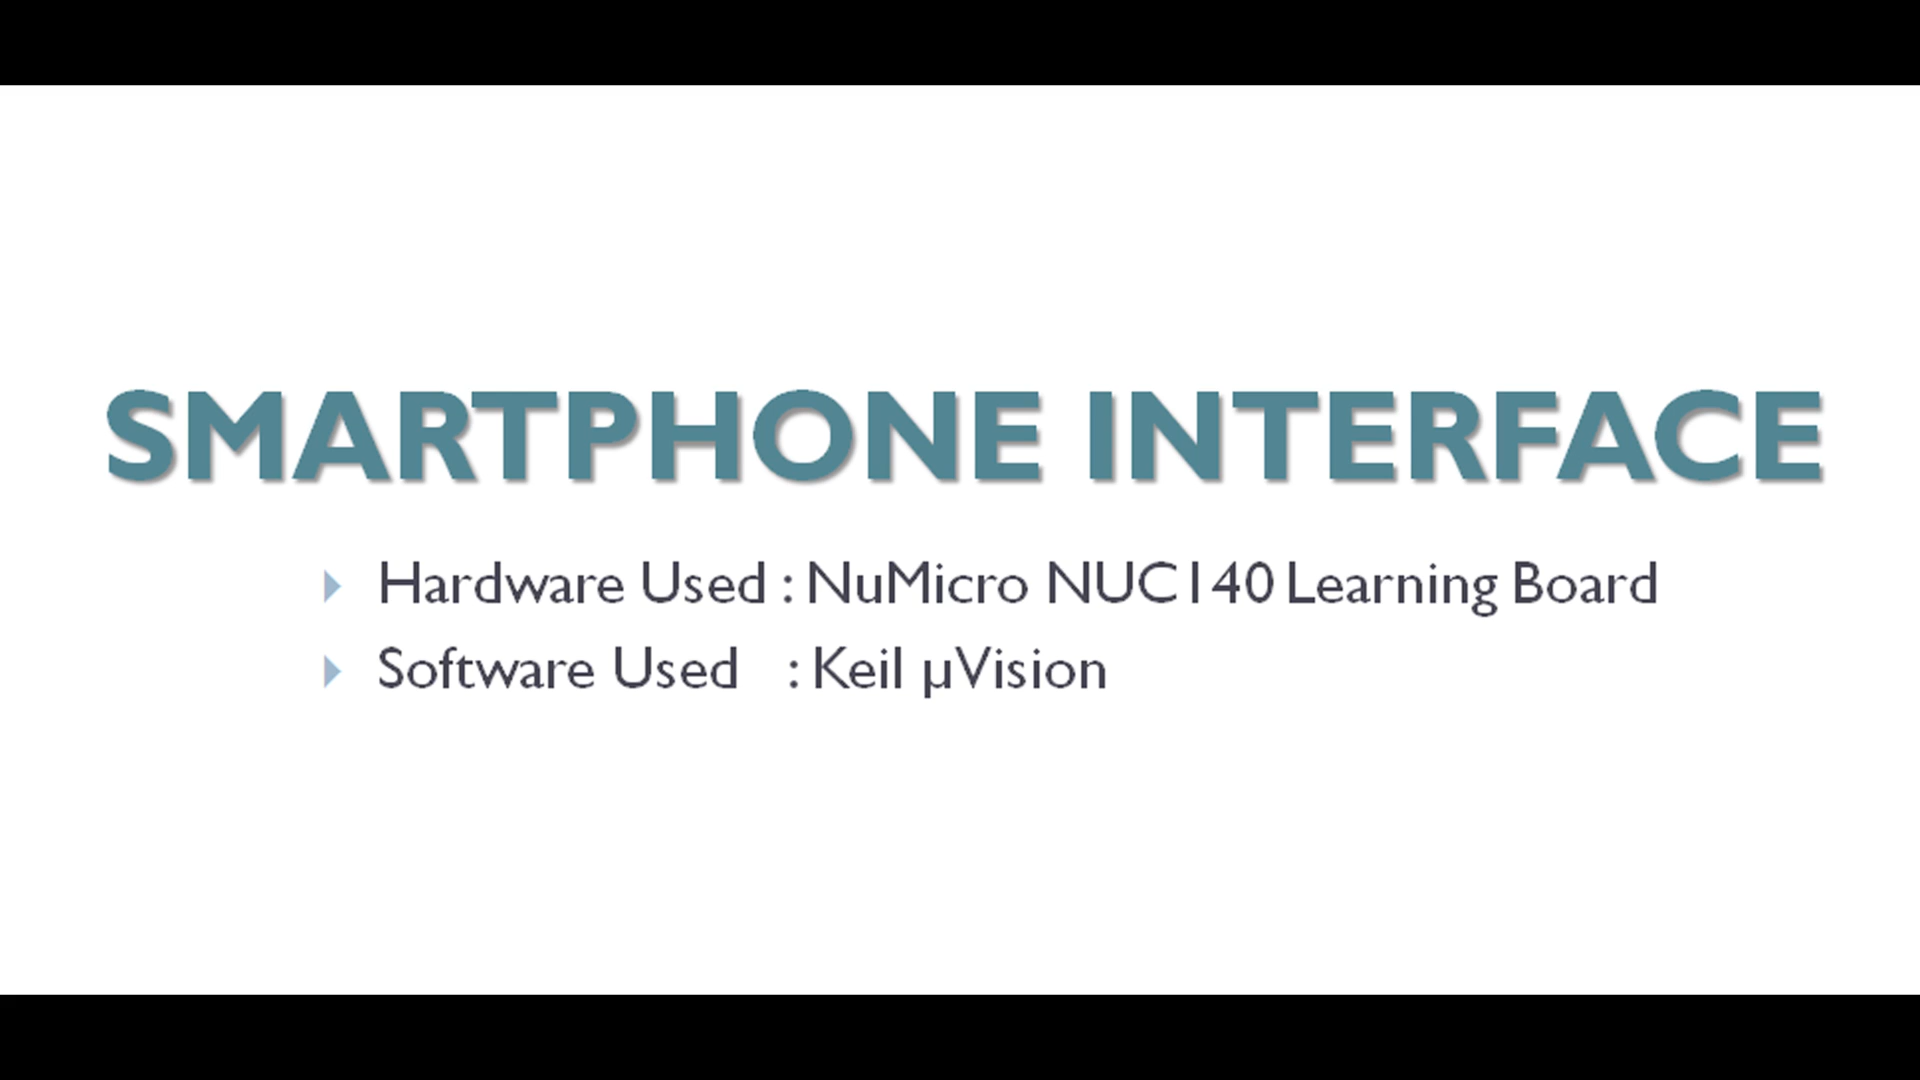 SMARTPHONE INTERFACE
Hardware Used : NuMicro NUC140 Learning Board
Software Used : Keil µVision